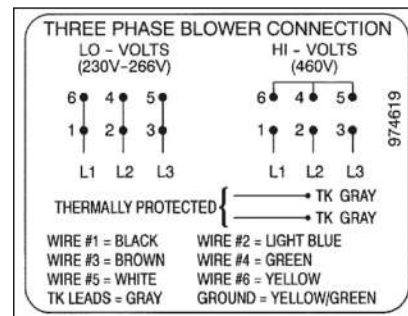 THREE PHASE BLOWER CONNECTION
LO - VOLTS
(230V-266V)
6 4 5
1 2 3
L1 L2 L3
HI - VOLTS
(460V)
6 4 5
1 2 3
L1 L2 L3
974619
THERMALLY PROTECTED
TK GRAY
TK GRAY
WIRE #1 = BLACK WIRE #2 = LIGHT BLUE
WIRE #3 = BROWN WIRE #4 = GREEN
WIRE #5 = WHITE WIRE #6 = YELLOW
TK LEADS = GRAY GROUND = YELLOW/GREEN